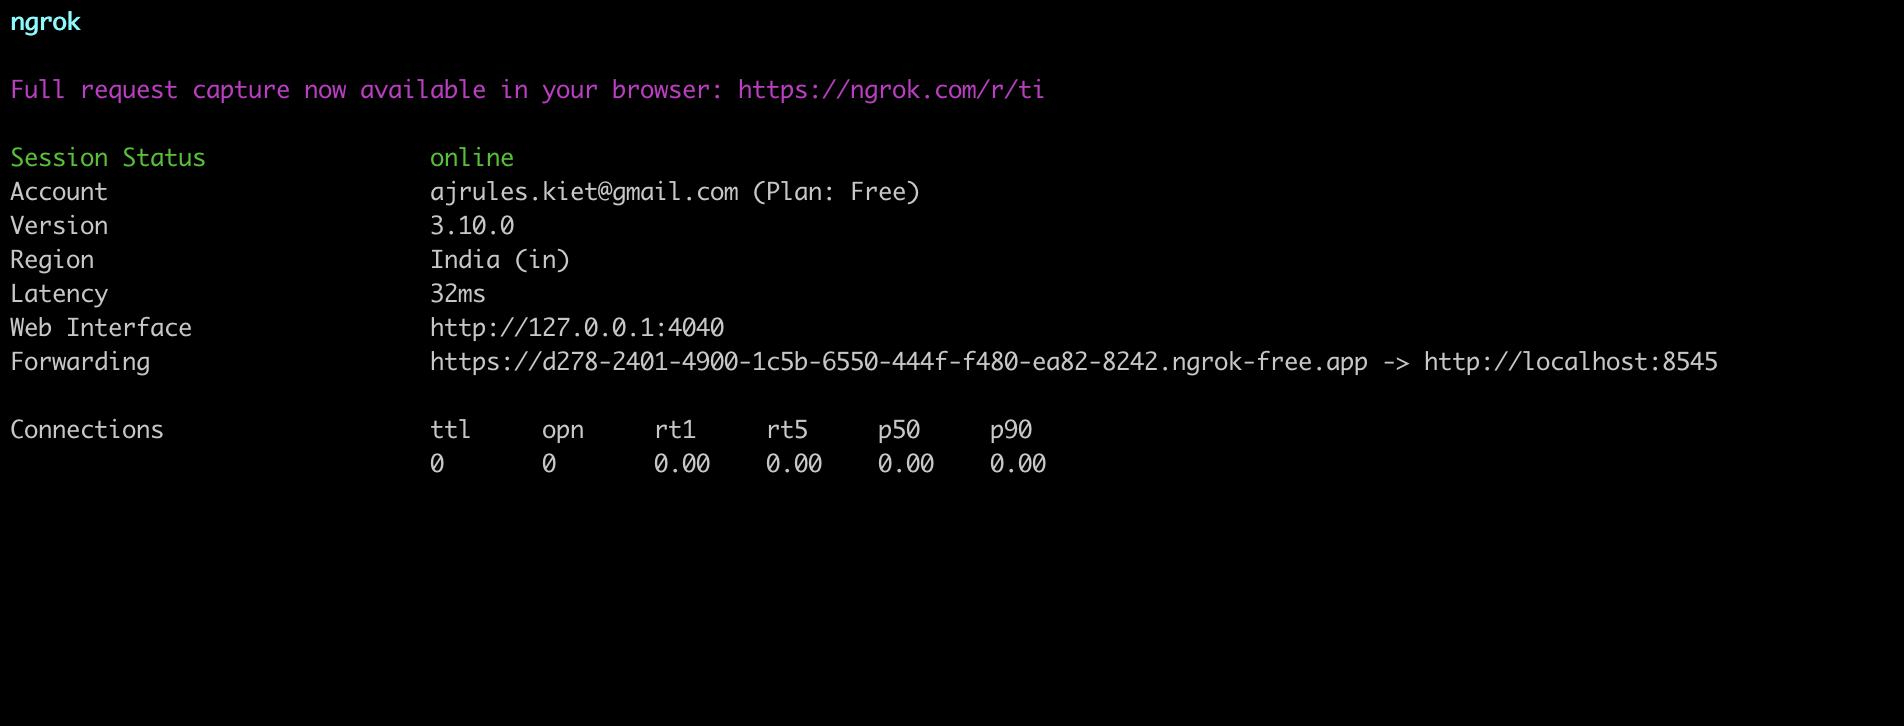 ngrok
Full request capture now available in your browser: https://ngrok.com/r/ti
Session Status online
Account ajrules.kiet@gmail.com (Plan: Free)
Version 3.10.0
Region India (in)
Latency 32ms
Web Interface http://127.0.0.1:4040
Forwarding https://d278-2401-4900-1c5b-6550-444f-f480-ea82-8242.ngrok-free.app -> http://localhost:8545
Connections ttl opn rt1 rt5 p50 p90
0 0 0.00 0.00 0.00 0.00